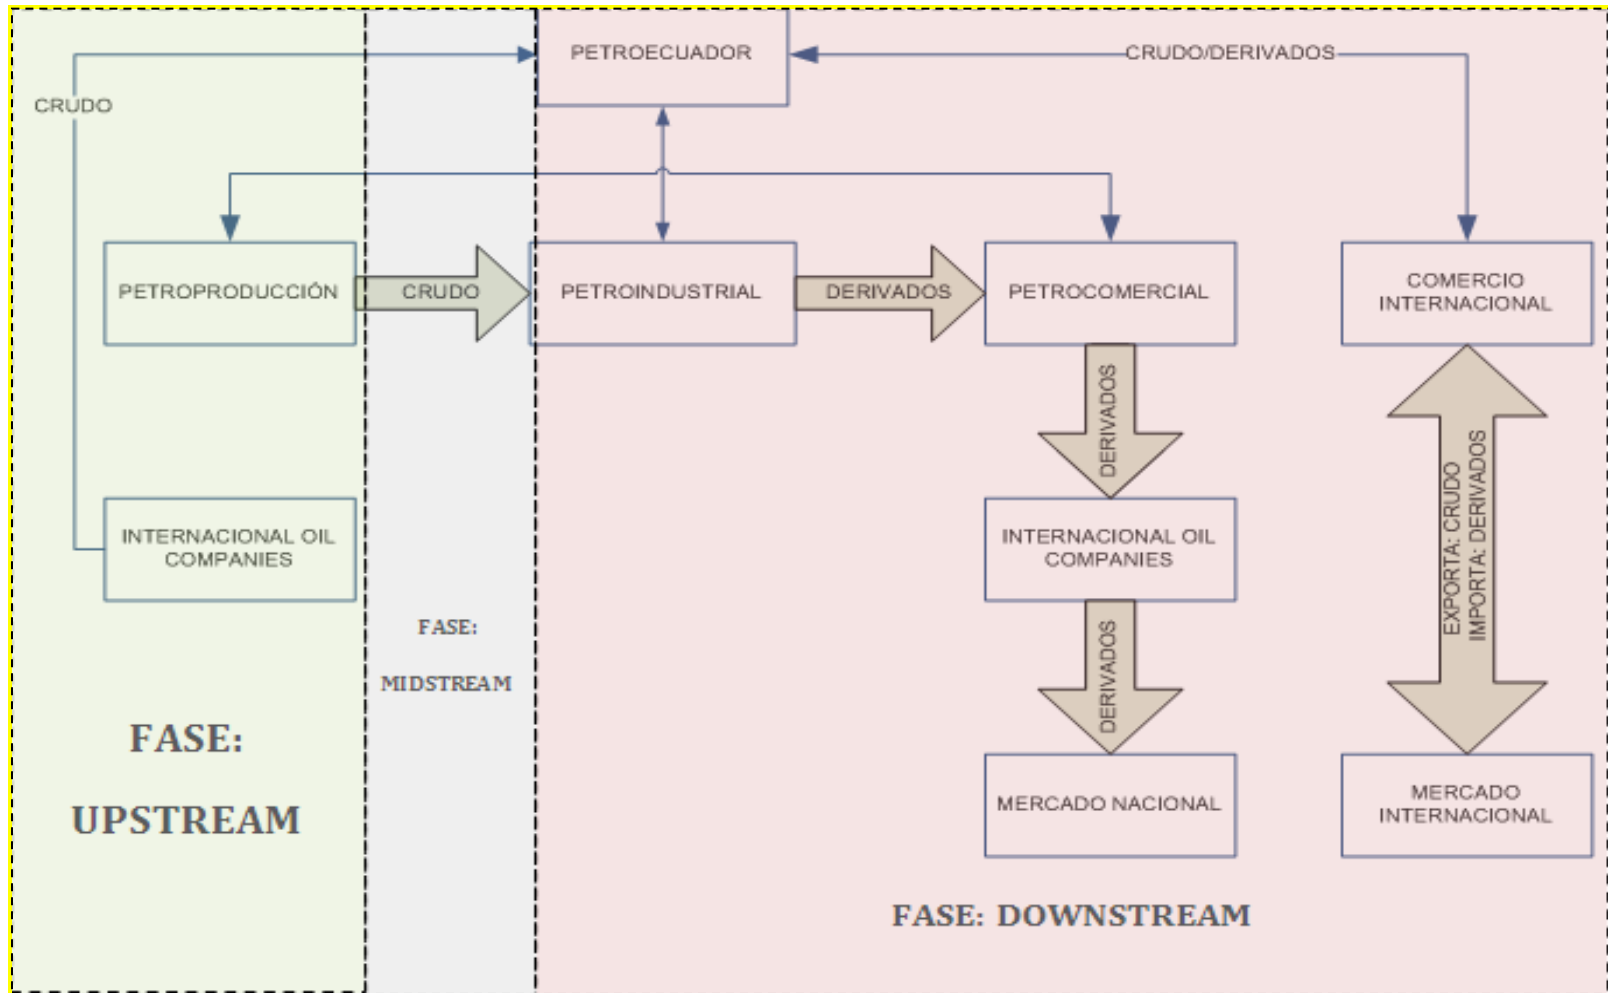 PETROECUADOR
CRUDO/DERIVADOS
CRUDO
PETROPRODUCCIÓN
CRUDO
PETROINDUSTRIAL
DERIVADOS
PETROCOMERCIAL
COMERCIO
INTERNACIONAL
DERIVADOS
EXPORTA: CRUDO
IMPORTA: DERIVADOS
INTERNACIONAL OIL
COMPANIES
INTERNACIONAL OIL
COMPANIES
FASE:
MIDSTREAM
DERIVADOS
FASE:
UPSTREAM
MERCADO NACIONAL
MERCADO
INTERNACIONAL
FASE: DOWNSTREAM